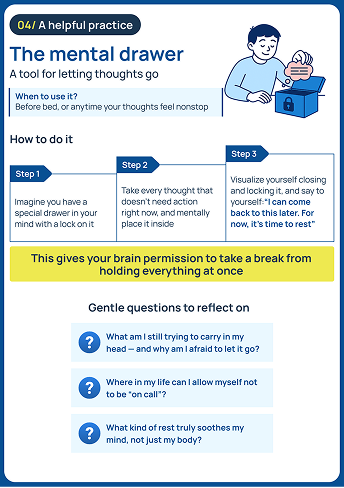 04/ A helpful practice
The mental drawer
A tool for letting thoughts go
When to use it?
Before bed, or anytime your thoughts feel nonstop
How to do it
Step 1
Imagine you have a
special drawer in your
mind with a lock on it
Step 2
Take every thought that
doesn't need action
right now, and mentally
place it inside
Step 3
Visualize yourself closing
and locking it, and say to
yourself:"I can come
back to this later. For
now, it's time to rest"
This gives your brain permission to take a break from
holding everything at once
Gentle questions to reflect on
?
What am I still trying to carry in my
head — and why am I afraid to let it go?
?
Where in my life can I allow myself not
to be "on call"?
?
What kind of rest truly soothes my
mind, not just my body?